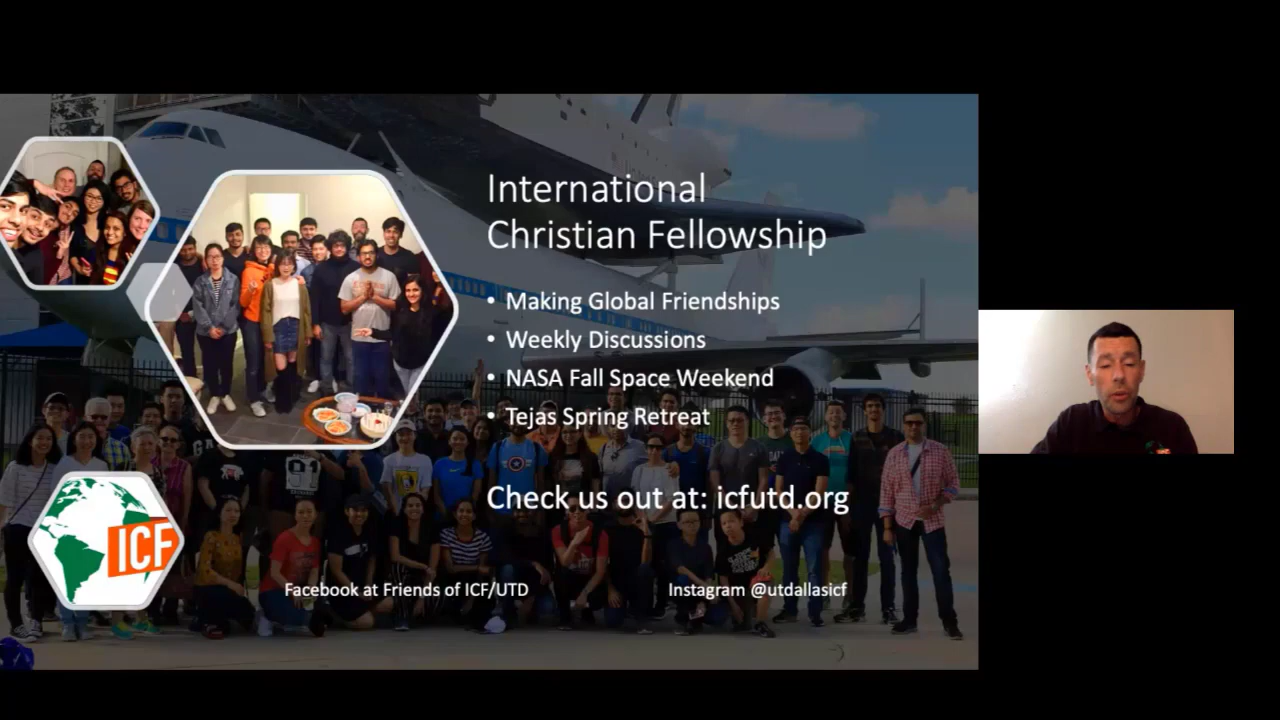 International
Christian Fellowship
• Making Global Friendships
• Weekly Discussions
• NASA Fall Space Weekend
• Tejas Spring Retreat
Check us out at: icfutd.org
ICF
Facebook at Friends of ICF/UTD
Instagram @utdallasicf